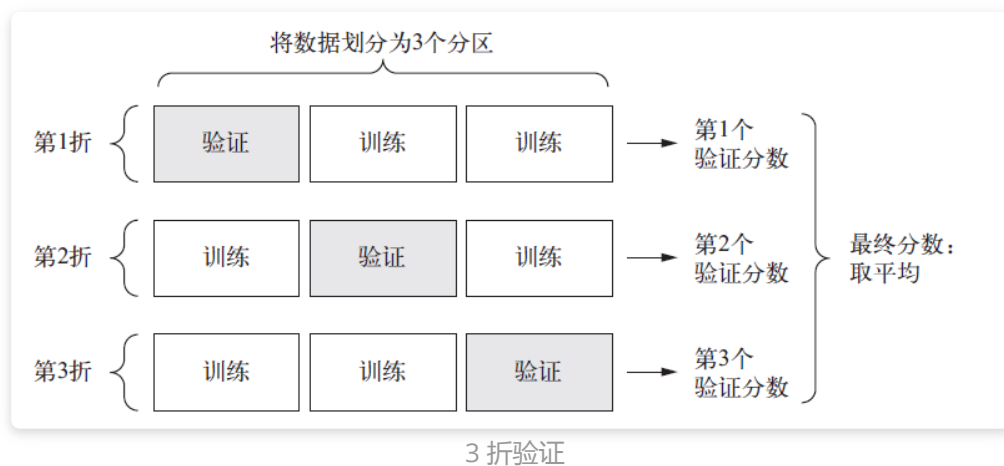 将数据划分为3个分区
第1折
验证
训练
训练
第1个
验证分数
第2折
训练
验证
训练
第2个
验证分数
最终分数：
取平均
第3折
训练
训练
验证
第3个
验证分数
3 折验证